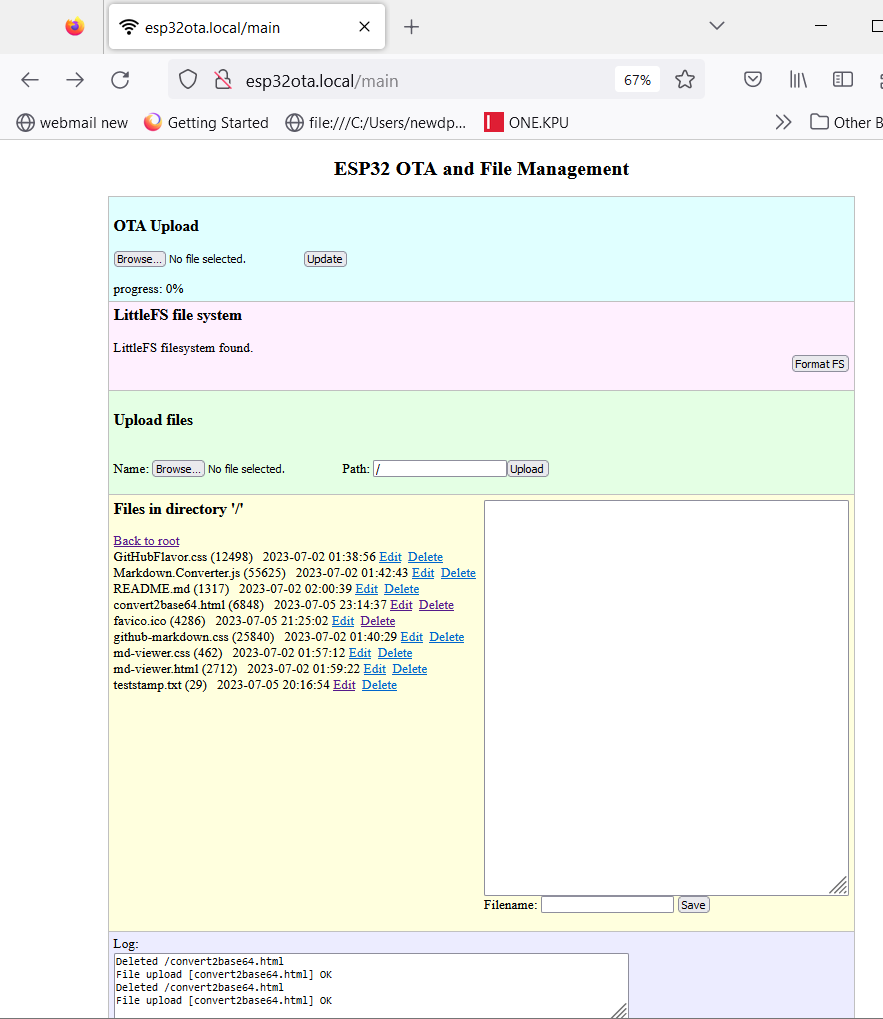 esp32ota.local/main
esp32ota.local/main 67%
webmail new Getting Started file:///C:/Users/newdp... ONE.KPU Other B
ESP32 OTA and File Management
OTA Upload
Browse... No file selected. Update
progress: 0%
LittleFS file system
LittleFS filesystem found.
Format FS
Upload files
Name: Browse... No file selected. Path: / Upload
Files in directory '/'
Back to root
GitHubFlavor.css (12498) 2023-07-02 01:38:56 Edit Delete
Markdown.Converter.js (55625) 2023-07-02 01:42:43 Edit Delete
README.md (1317) 2023-07-02 02:00:39 Edit Delete
convert2base64.html (6848) 2023-07-05 23:14:37 Edit Delete
favico.ico (4286) 2023-07-05 21:25:02 Edit Delete
github-markdown.css (25840) 2023-07-02 01:40:29 Edit Delete
md-viewer.css (462) 2023-07-02 01:57:12 Edit Delete
md-viewer.html (2712) 2023-07-02 01:59:22 Edit Delete
teststamp.txt (29) 2023-07-05 20:16:54 Edit Delete
Filename: Save
Log:
Deleted /convert2base64.html
File upload [convert2base64.html] OK
Deleted /convert2base64.html
File upload [convert2base64.html] OK